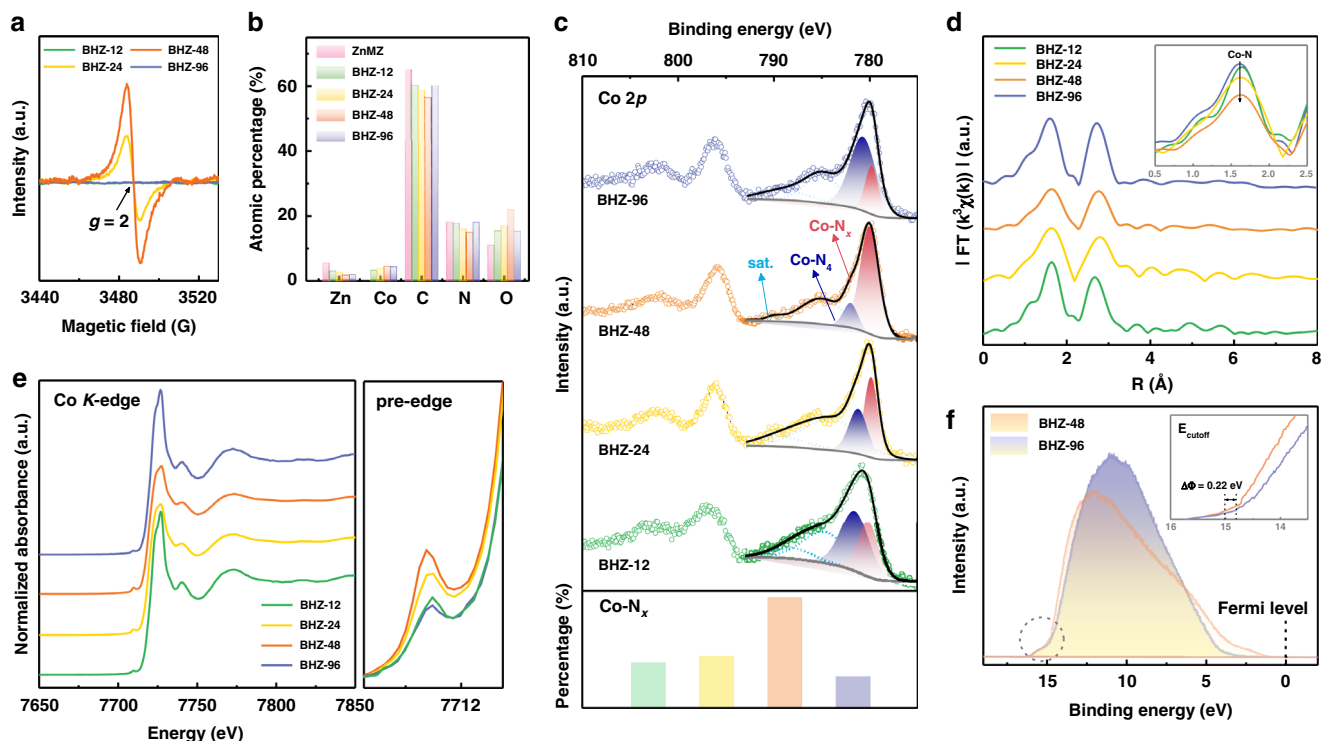 a
BHZ-12
BHZ-48
BHZ-24
BHZ-96
Intensity (a.u.)
g = 2
3440
3480
3520
Magetic field (G)
b
ZnMZ
BHZ-12
BHZ-24
BHZ-48
BHZ-96
Atomic percentage (%)
60
40
20
0
Zn
Co
C
N
O
c
Binding energy (eV)
810
800
790
780
Co 2p
BHZ-96
Co-Nx
Co-N4
sat.
BHZ-48
BHZ-24
BHZ-12
Intensity (a.u.)
Co-Nx
Percentage (%)
d
BHZ-12
BHZ-24
BHZ-48
BHZ-96
Co-N
0.5
1.0
1.5
2.0
2.5
| FT (k³χ(k)) | (a.u.)
0
2
4
6
8
R (Å)
e
Co K-edge
pre-edge
Normalized absorbance (a.u.)
BHZ-12
BHZ-24
BHZ-48
BHZ-96
7650
7700
7750
7800
7850
7712
Energy (eV)
f
BHZ-48
BHZ-96
Ecutoff
ΔΦ = 0.22 eV
16
15
14
Fermi level
Intensity (a.u.)
15
10
5
0
Binding energy (eV)